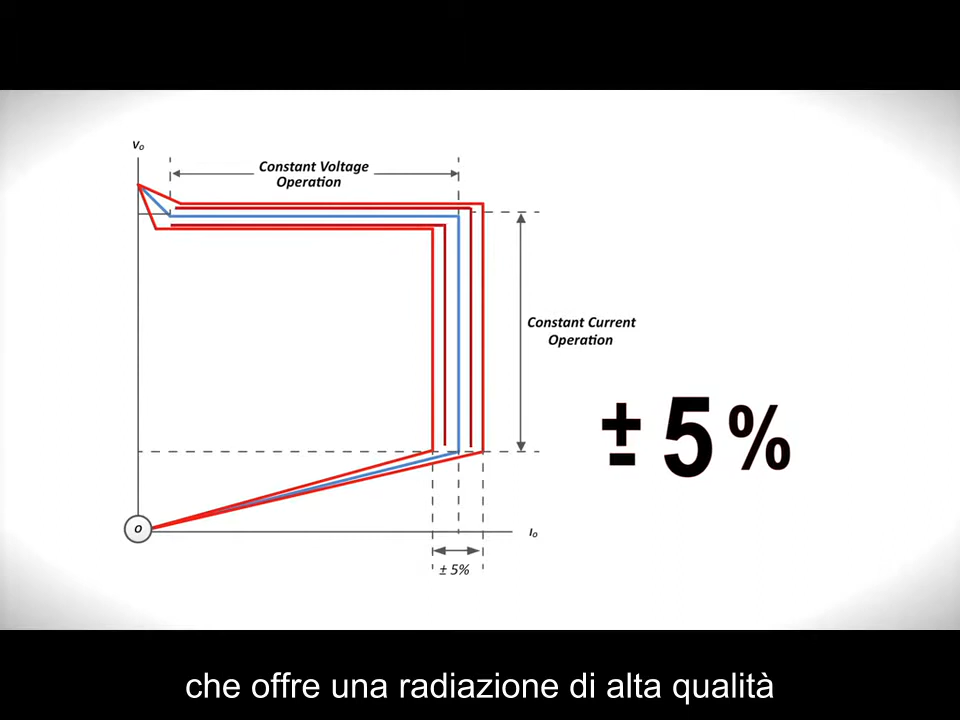 Vo
Constant Voltage
Operation
Constant Current
Operation
± 5 %
O
Io
± 5%
che offre una radiazione di alta qualità